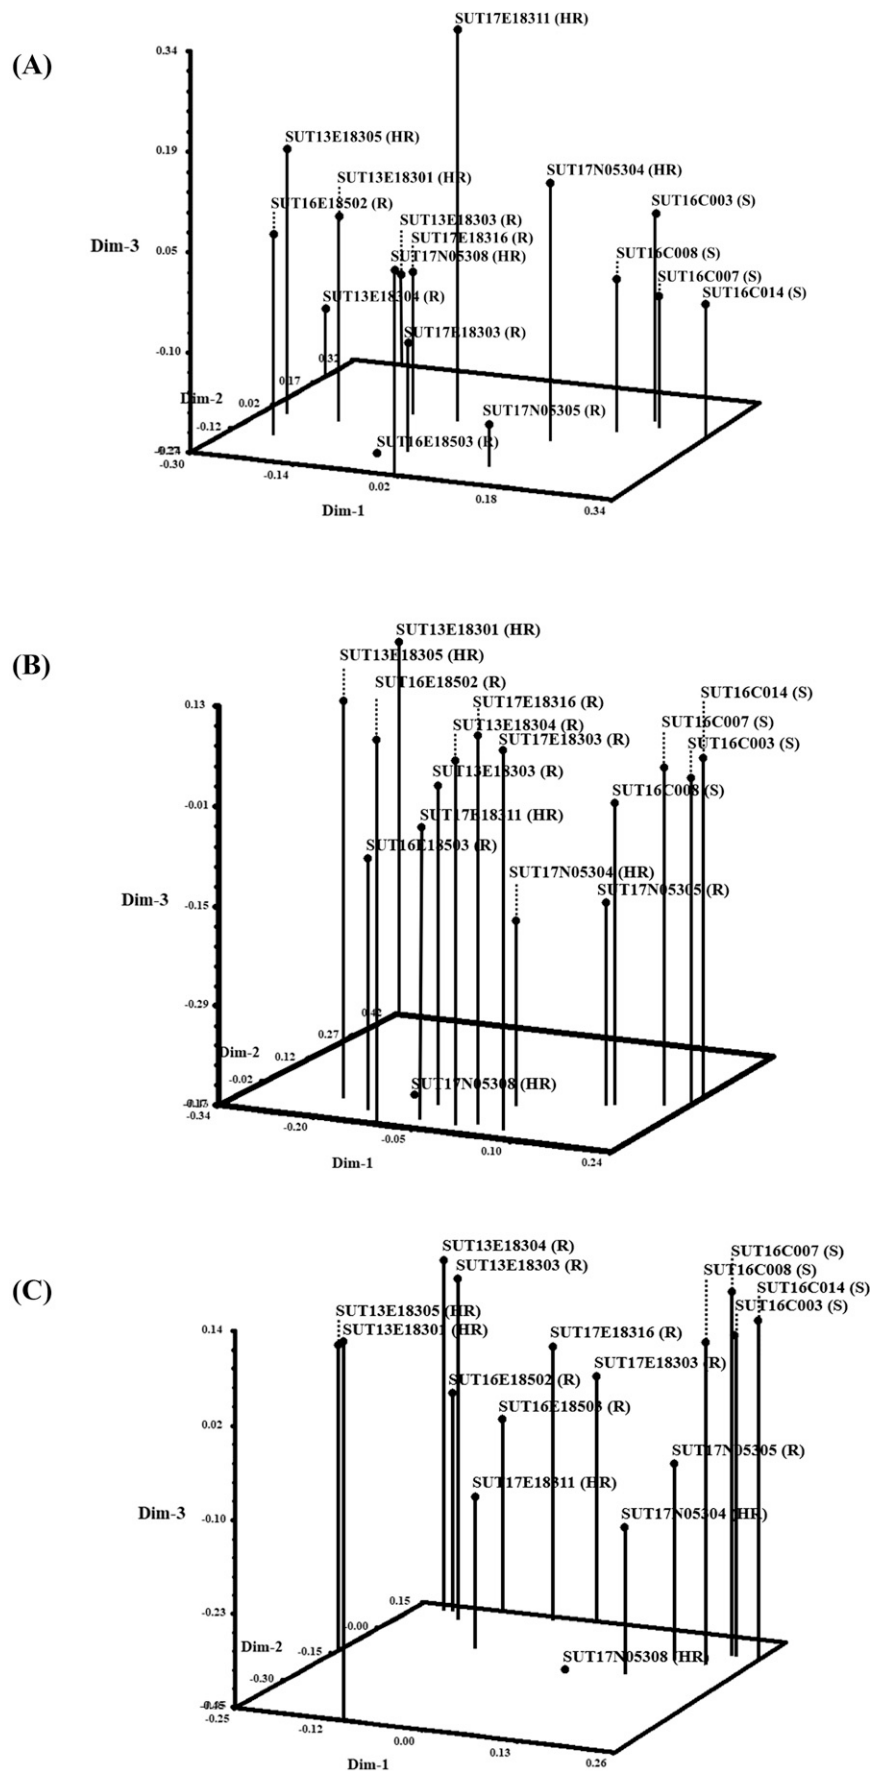 (A)
SUT17E18311 (HR)
0.34
SUT13E18305 (HR)
0.19
SUT13E18301 (HR)
SUT17N05304 (HR)
SUT16E18502 (R)
SUT16C003 (S)
SUT13E18303 (R)
SUT17E18316 (R)
Dim-3
0.05
SUT17N05308 (HR)
SUT16C008 (S)
SUT16C007 (S)
SUT16C014 (S)
SUT13E18304 (R)
SUT17E18303 (R)
-0.10
0.32
0.17
Dim-2
0.02
SUT17N05305 (R)
-0.12
SUT16E18503 (R)
-0.30
-0.14
0.02
0.18
0.34
Dim-1
(B)
SUT13E18301 (HR)
SUT13E18305 (HR)
SUT16E18502 (R)
SUT16C014 (S)
SUT17E18316 (R)
0.13
SUT13E18304 (R)
SUT16C007 (S)
SUT17E18303 (R)
SUT16C003 (S)
SUT13E18303 (R)
-0.01
SUT16C008 (S)
SUT17E18311 (HR)
SUT16E18503 (R)
SUT17N05304 (HR)
Dim-3
-0.15
SUT17N05305 (R)
-0.29
0.42
0.27
Dim-2
0.12
-0.02
SUT17N05308 (HR)
-0.34
-0.20
-0.05
0.10
0.24
Dim-1
SUT13E18304 (R)
SUT16C007 (S)
SUT13E18303 (R)
SUT16C008 (S)
(C)
SUT16C014 (S)
SUT13E18305 (HR)
SUT16C003 (S)
0.14
SUT13E18301 (HR)
SUT17E18316 (R)
SUT17E18303 (R)
SUT16E18502 (R)
SUT16E18503 (R)
0.02
SUT17N05305 (R)
SUT17E18311 (HR)
Dim-3
-0.10
SUT17N05304 (HR)
-0.23
0.15
-0.00
Dim-2
-0.15
SUT17N05308 (HR)
-0.30
-0.25
-0.12
0.00
0.13
0.26
Dim-1